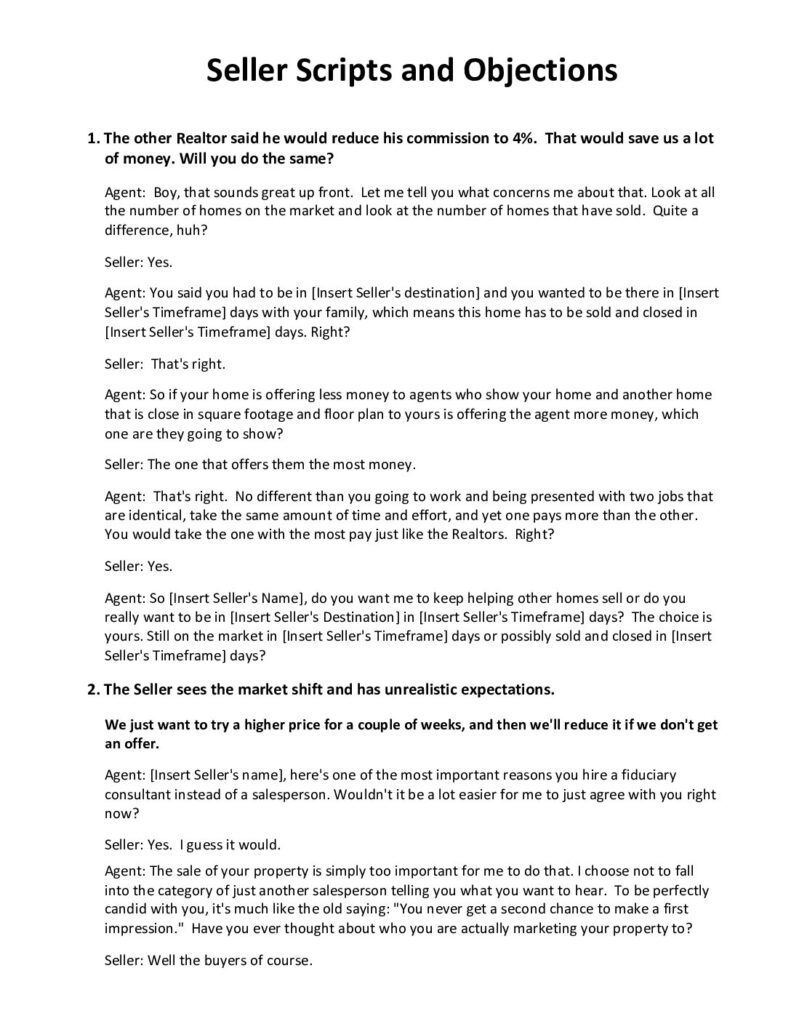 Seller Scripts and Objections
1. The other Realtor said he would reduce his commission to 4%.  That would save us a lot
of money. Will you do the same?
Agent:  Boy, that sounds great up front.  Let me tell you what concerns me about that. Look at all
the number of homes on the market and look at the number of homes that have sold.  Quite a
difference, huh?
Seller: Yes.
Agent: You said you had to be in [Insert Seller's destination] and you wanted to be there in [Insert
Seller's Timeframe] days with your family, which means this home has to be sold and closed in
[Insert Seller's Timeframe] days. Right?
Seller:  That's right.
Agent: So if your home is offering less money to agents who show your home and another home
that is close in square footage and floor plan to yours is offering the agent more money, which
one are they going to show?
Seller: The one that offers them the most money.
Agent:  That's right.  No different than you going to work and being presented with two jobs that
are identical, take the same amount of time and effort, and yet one pays more than the other.
You would take the one with the most pay just like the Realtors.  Right?
Seller: Yes.
Agent: So [Insert Seller's Name], do you want me to keep helping other homes sell or do you
really want to be in [Insert Seller's Destination] in [Insert Seller's Timeframe] days?  The choice is
yours. Still on the market in [Insert Seller's Timeframe] days or possibly sold and closed in [Insert
Seller's Timeframe] days?
2. The Seller sees the market shift and has unrealistic expectations.
We just want to try a higher price for a couple of weeks, and then we'll reduce it if we don't get
an offer.
Agent: [Insert Seller's name], here's one of the most important reasons you hire a fiduciary
consultant instead of a salesperson. Wouldn't it be a lot easier for me to just agree with you right
now?
Seller: Yes.  I guess it would.
Agent: The sale of your property is simply too important for me to do that. I choose not to fall
into the category of just another salesperson telling you what you want to hear.  To be perfectly
candid with you, it's much like the old saying: "You never get a second chance to make a first
impression."  Have you ever thought about who you are actually marketing your property to?
Seller: Well the buyers of course.